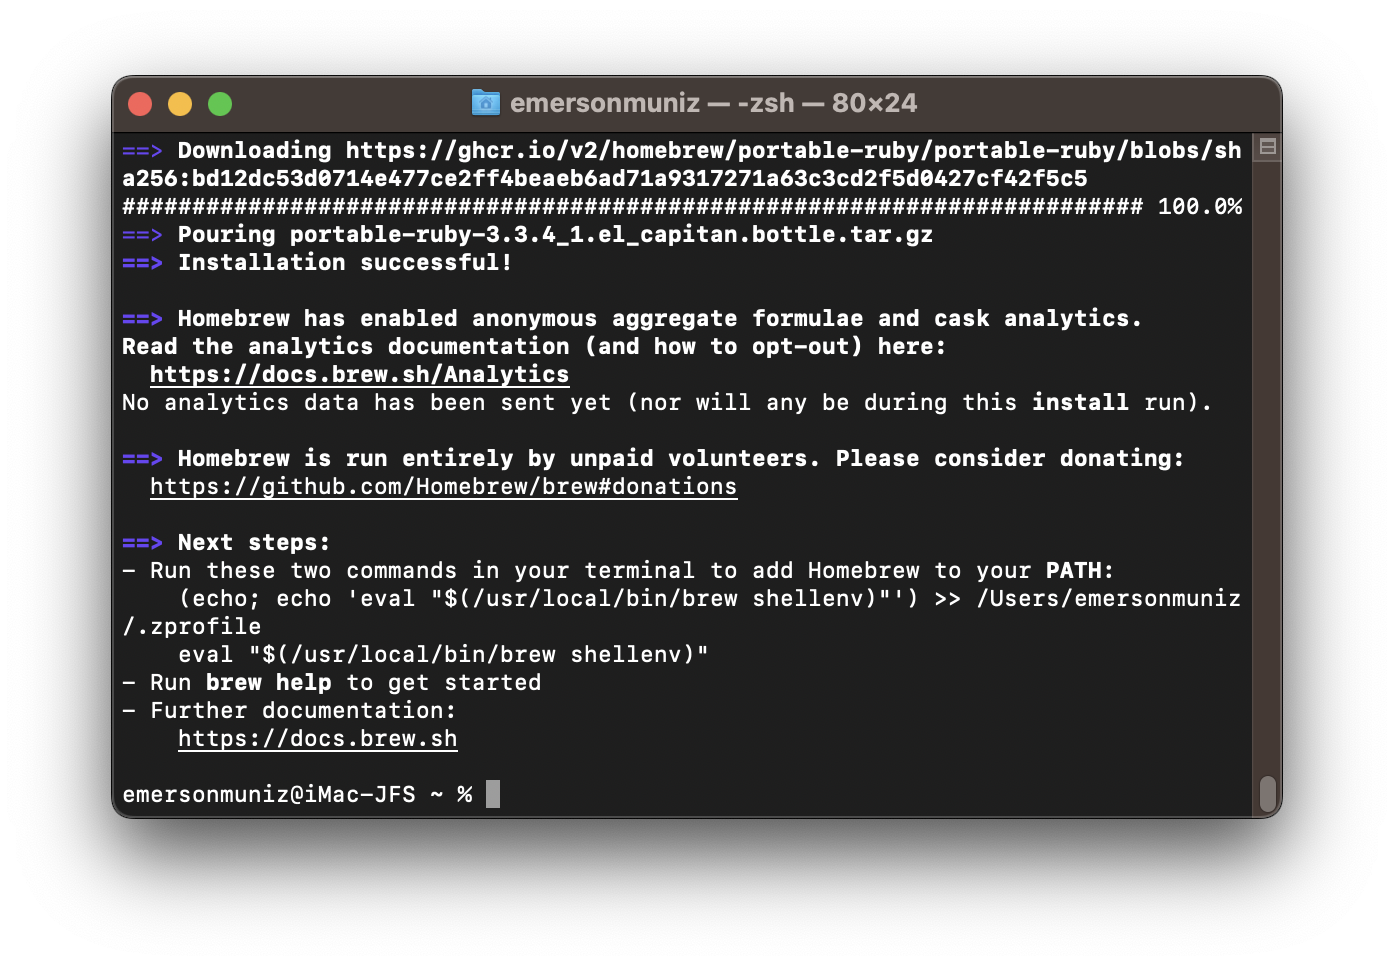 emersonmuniz — -zsh — 80×24
==> Downloading https://ghcr.io/v2/homebrew/portable-ruby/portable-ruby/blobs/sh
a256:bd12dc53d0714e477ce2ff4beaeb6ad71a9317271a63c3cd2f5d0427cf42f5c5
######################################################################### 100.0%
==> Pouring portable-ruby-3.3.4_1.el_capitan.bottle.tar.gz
==> Installation successful!
==> Homebrew has enabled anonymous aggregate formulae and cask analytics.
Read the analytics documentation (and how to opt-out) here:
  https://docs.brew.sh/Analytics
No analytics data has been sent yet (nor will any be during this install run).
==> Homebrew is run entirely by unpaid volunteers. Please consider donating:
  https://github.com/Homebrew/brew#donations
==> Next steps:
- Run these two commands in your terminal to add Homebrew to your PATH:
    (echo; echo 'eval "$(/usr/local/bin/brew shellenv)"') >> /Users/emersonmuniz
/.zprofile
    eval "$(/usr/local/bin/brew shellenv)"
- Run brew help to get started
- Further documentation:
    https://docs.brew.sh
emersonmuniz@iMac-JFS ~ %